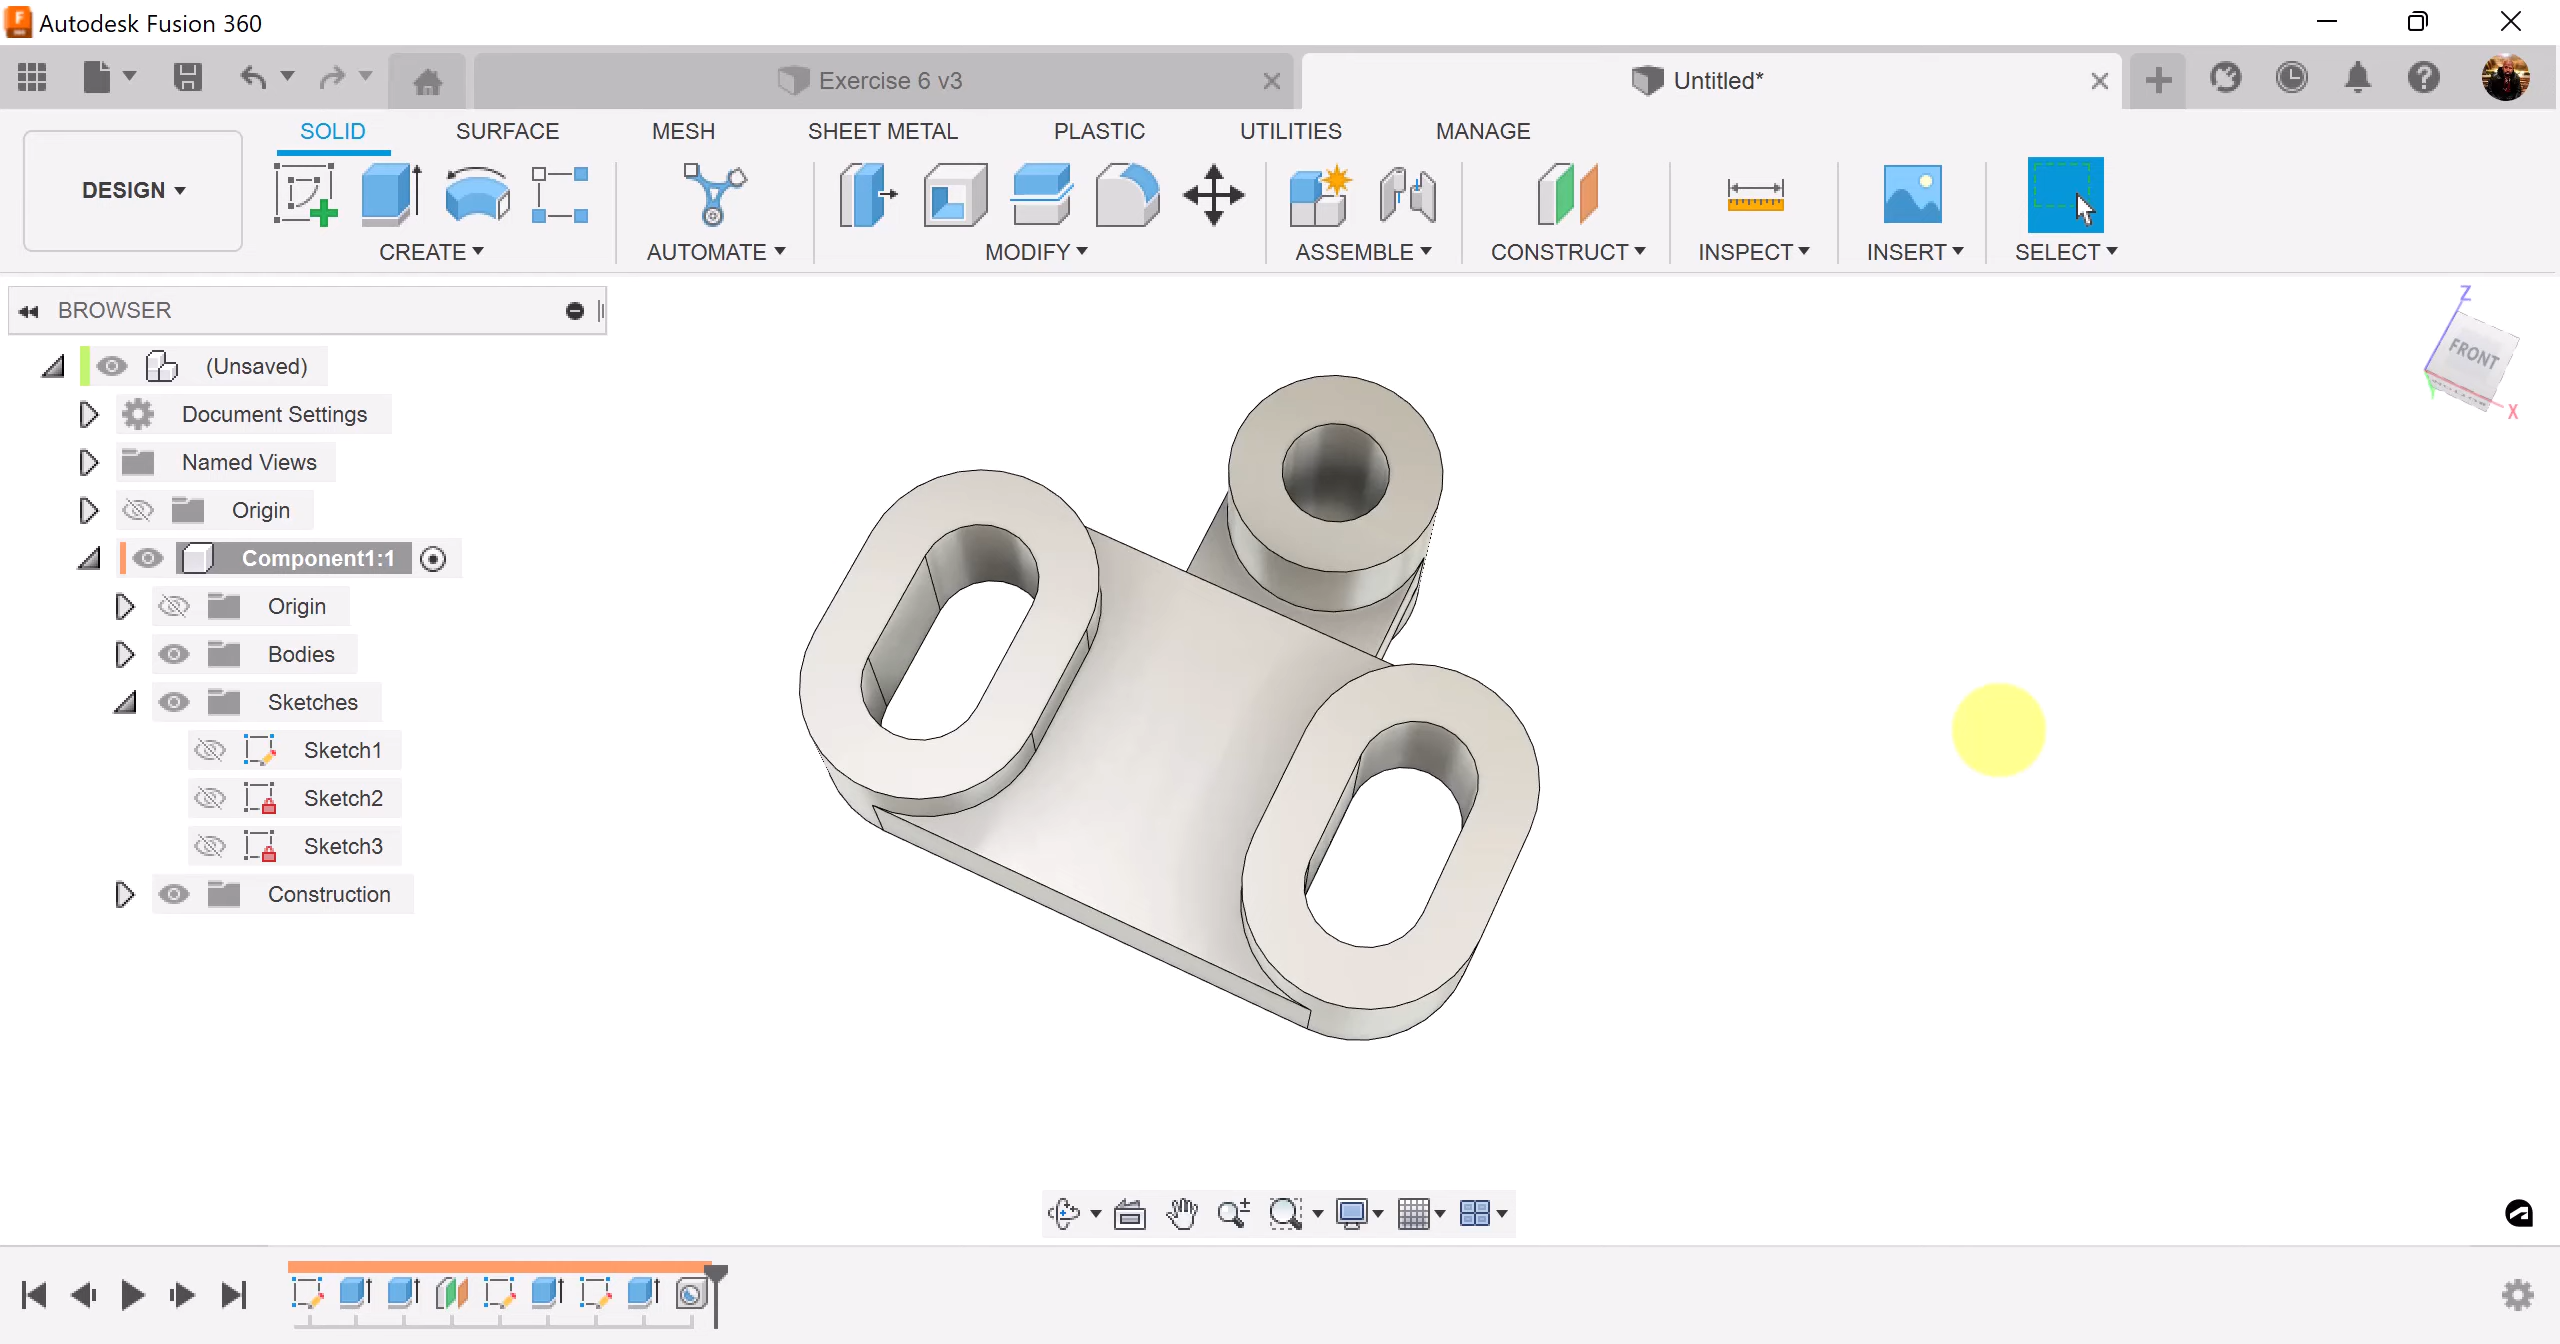 Autodesk Fusion 360
Exercise 6 v3
Untitled*
DESIGN
SOLID
SURFACE
MESH
SHEET METAL
PLASTIC
UTILITIES
MANAGE
CREATE
AUTOMATE
MODIFY
ASSEMBLE
CONSTRUCT
INSPECT
INSERT
SELECT
BROWSER
(Unsaved)
Document Settings
Named Views
Origin
Component1:1
Origin
Bodies
Sketches
Sketch1
Sketch2
Sketch3
Construction
Z
FRONT
X